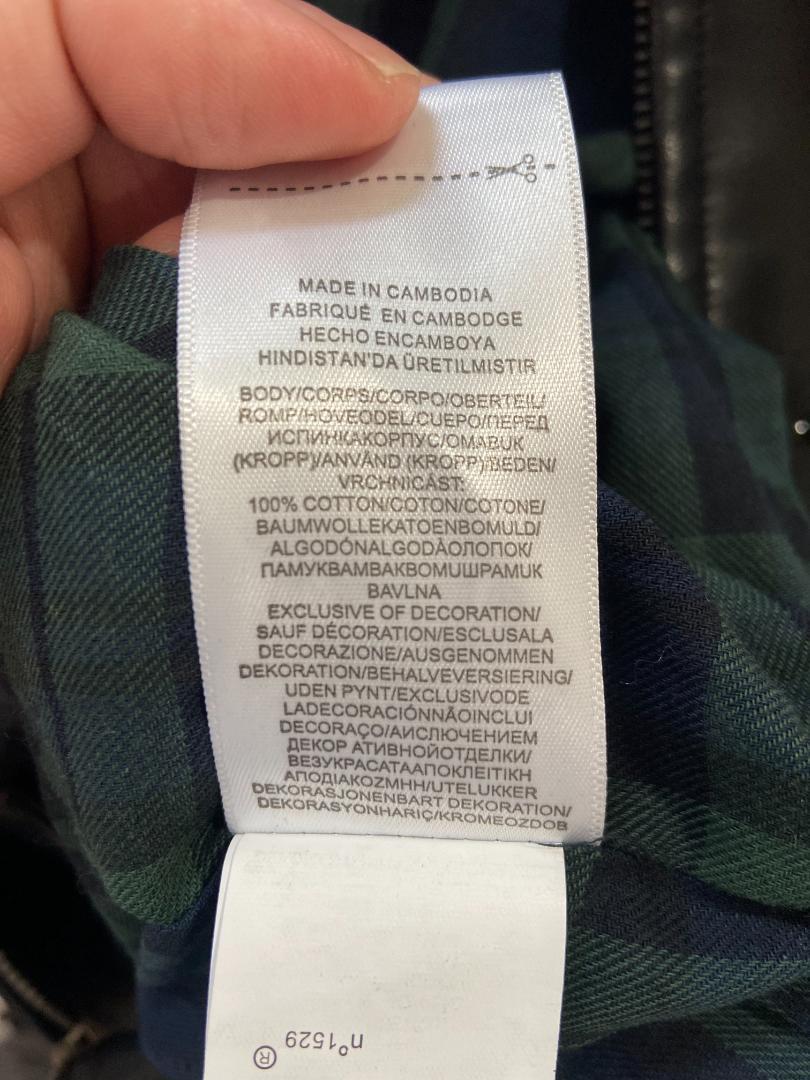 MADE IN CAMBODIA
FABRIQUÉ EN CAMBODGE
HECHO ENCAMBOYA
HINDISTAN'DA ÜRETILMISTIR
BODY/CORPS/CORPO/OBERTEIL/
ROMP/HOVEODEL/CUEPO/ПЕРЕД
ИСПИНКАКОРПУС/OMABUK
(KROPP)/ANVÄND (KROPP)/BEDEN/
VRCHNICÁST:
100% COTTON/COTON/COTONE/
BAUMWOLLEKATOENBOMULD/
ALGODÓNALGODÀОЛОПОК/
ПАМУКВАМВАКВОМUШРАMUK
BAVLNA
EXCLUSIVE OF DECORATION/
SAUF DÉCORATION/ESCLUSALA
DECORAZIONE/AUSGENOMMEN
DEKORATION/BEHALVEVERSIERING/
UDEN PYNT/EXCLUSIVODE
LADECORACIÓNNÃOINCLUI
DECORAÇO/АИСЛЮЧЕНИЕМ
ДЕКОР АТИВНОЙОТДЕЛКИ/
ВЕЗУКРАСАТААПОКЛЕІТІКН
АПОДІАКОZМНН/UTELUKKER
DEKORASJONENBART DEKORATION/
DEKORASYONHARIÇ/KROMEOZDOB
n°1529
®